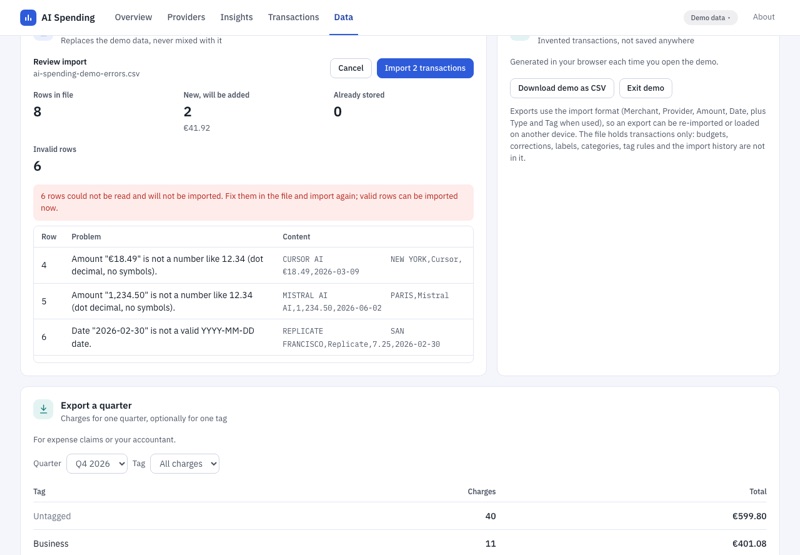 AI Spending
Overview Providers Insights Transactions Data
Demo data
About
Replaces the demo data, never mixed with it
Review import
ai-spending-demo-errors.csv
Cancel
Import 2 transactions
Rows in file
8
New, will be added
2
€41.92
Already stored
0
Invalid rows
6
6 rows could not be read and will not be imported. Fix them in the file and import again; valid rows can be imported
now.
Row Problem Content
4 Amount "€18.49" is not a number like 12.34 (dot
decimal, no symbols).
CURSOR AI NEW YORK,Cursor,
€18.49,2026-03-09
5 Amount "1,234.50" is not a number like 12.34
(dot decimal, no symbols).
MISTRAL AI PARIS,Mistral
AI,1,234.50,2026-06-02
6 Date "2026-02-30" is not a valid YYYY-MM-DD
date.
REPLICATE SAN
FRANCISCO,Replicate,7.25,2026-02-30
Invented transactions, not saved anywhere
Generated in your browser each time you open the demo.
Download demo as CSV
Exit demo
Exports use the import format (Merchant, Provider, Amount, Date, plus
Type and Tag when used), so an export can be re-imported or loaded
on another device. The file holds transactions only: budgets,
corrections, labels, categories, tag rules and the import history are not
in it.
Export a quarter
Charges for one quarter, optionally for one tag
For expense claims or your accountant.
Quarter Q4 2026 Tag All charges
Tag Charges Total
Untagged 40 €599.80
Business 11 €401.08